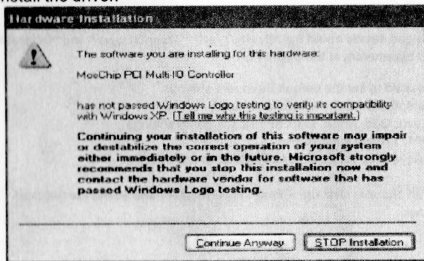 install the driver.
Hardware Installation
The software you are installing for this hardware:
MosChip PCI Multi-IO Controller
has not passed Windows Logo testing to verify its compatibility
with Windows XP. (Tell me why this testing is important.)
Continuing your installation of this software may impair
or destabilize the correct operation of your system
either immediately or in the future. Microsoft strongly
recommends that you stop this installation now and
contact the hardware vendor for software that has
passed Windows Logo testing.
Continue Anyway
STOP Installation